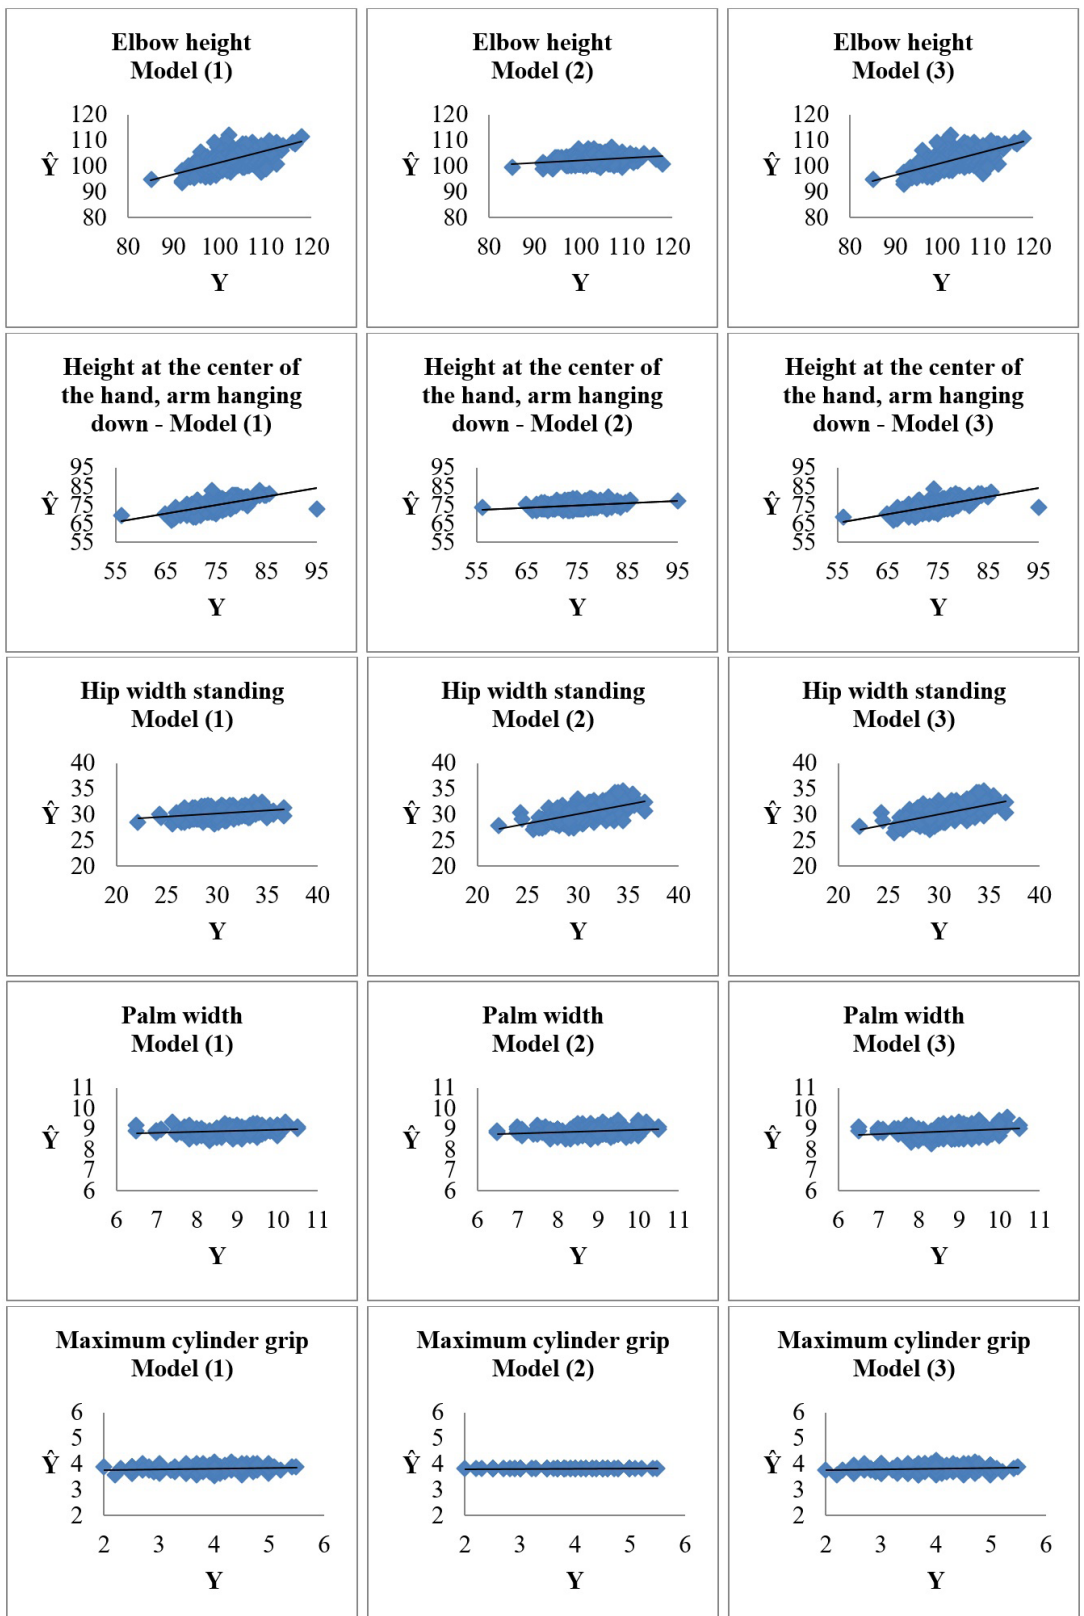 Elbow height
Model (1)
120
110
Ŷ 100
90
80
80 90 100 110 120
Y
Elbow height
Model (2)
120
110
Ŷ 100
90
80
80 90 100 110 120
Y
Elbow height
Model (3)
120
110
Ŷ 100
90
80
80 90 100 110 120
Y
Height at the center of
the hand, arm hanging
down - Model (1)
95
85
Ŷ 75
65
55
55 65 75 85 95
Y
Height at the center of
the hand, arm hanging
down - Model (2)
95
85
Ŷ 75
65
55
55 65 75 85 95
Y
Height at the center of
the hand, arm hanging
down - Model (3)
95
85
Ŷ 75
65
55
55 65 75 85 95
Y
Hip width standing
Model (1)
40
35
Ŷ 30
25
20
20 25 30 35 40
Y
Hip width standing
Model (2)
40
35
Ŷ 30
25
20
20 25 30 35 40
Y
Hip width standing
Model (3)
40
35
Ŷ 30
25
20
20 25 30 35 40
Y
Palm width
Model (1)
11
10
9
Ŷ 8
7
6
6 7 8 9 10 11
Y
Palm width
Model (2)
11
10
9
Ŷ 8
7
6
6 7 8 9 10 11
Y
Palm width
Model (3)
11
10
9
Ŷ 8
7
6
6 7 8 9 10 11
Y
Maximum cylinder grip
Model (1)
6
5
Ŷ 4
3
2
2 3 4 5 6
Y
Maximum cylinder grip
Model (2)
6
5
Ŷ 4
3
2
2 3 4 5 6
Y
Maximum cylinder grip
Model (3)
6
5
Ŷ 4
3
2
2 3 4 5 6
Y